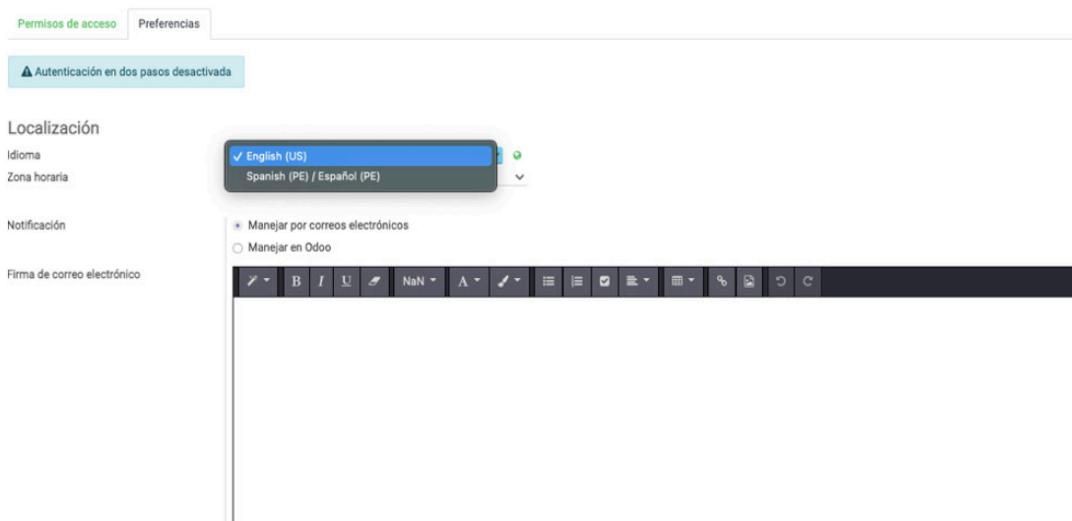 Permisos de acceso Preferencias
Autenticación en dos pasos desactivada
Localización
Idioma
✓ English (US)
Zona horaria
Spanish (PE) / Español (PE)
Notificación
Manejar por correos electrónicos
Manejar en Odoo
Firma de correo electrónico
B I U NaN A